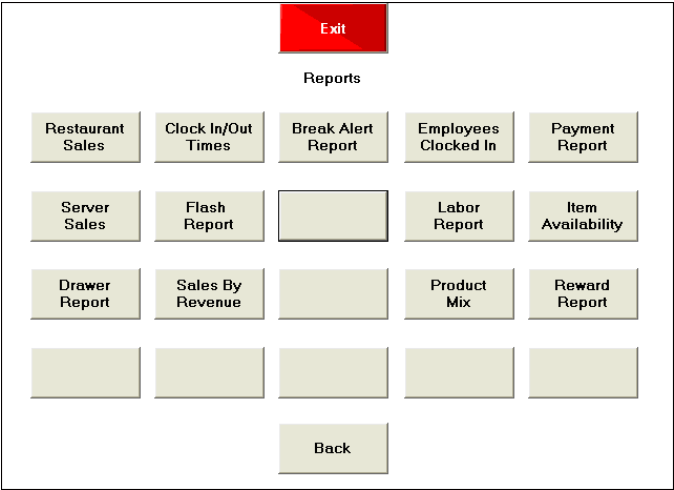 Exit
Reports
Restaurant
Sales
Clock In/Out
Times
Break Alert
Report
Employees
Clocked In
Payment
Report
Server
Sales
Flash
Report
Labor
Report
Item
Availability
Drawer
Report
Sales By
Revenue
Product
Mix
Reward
Report
Back